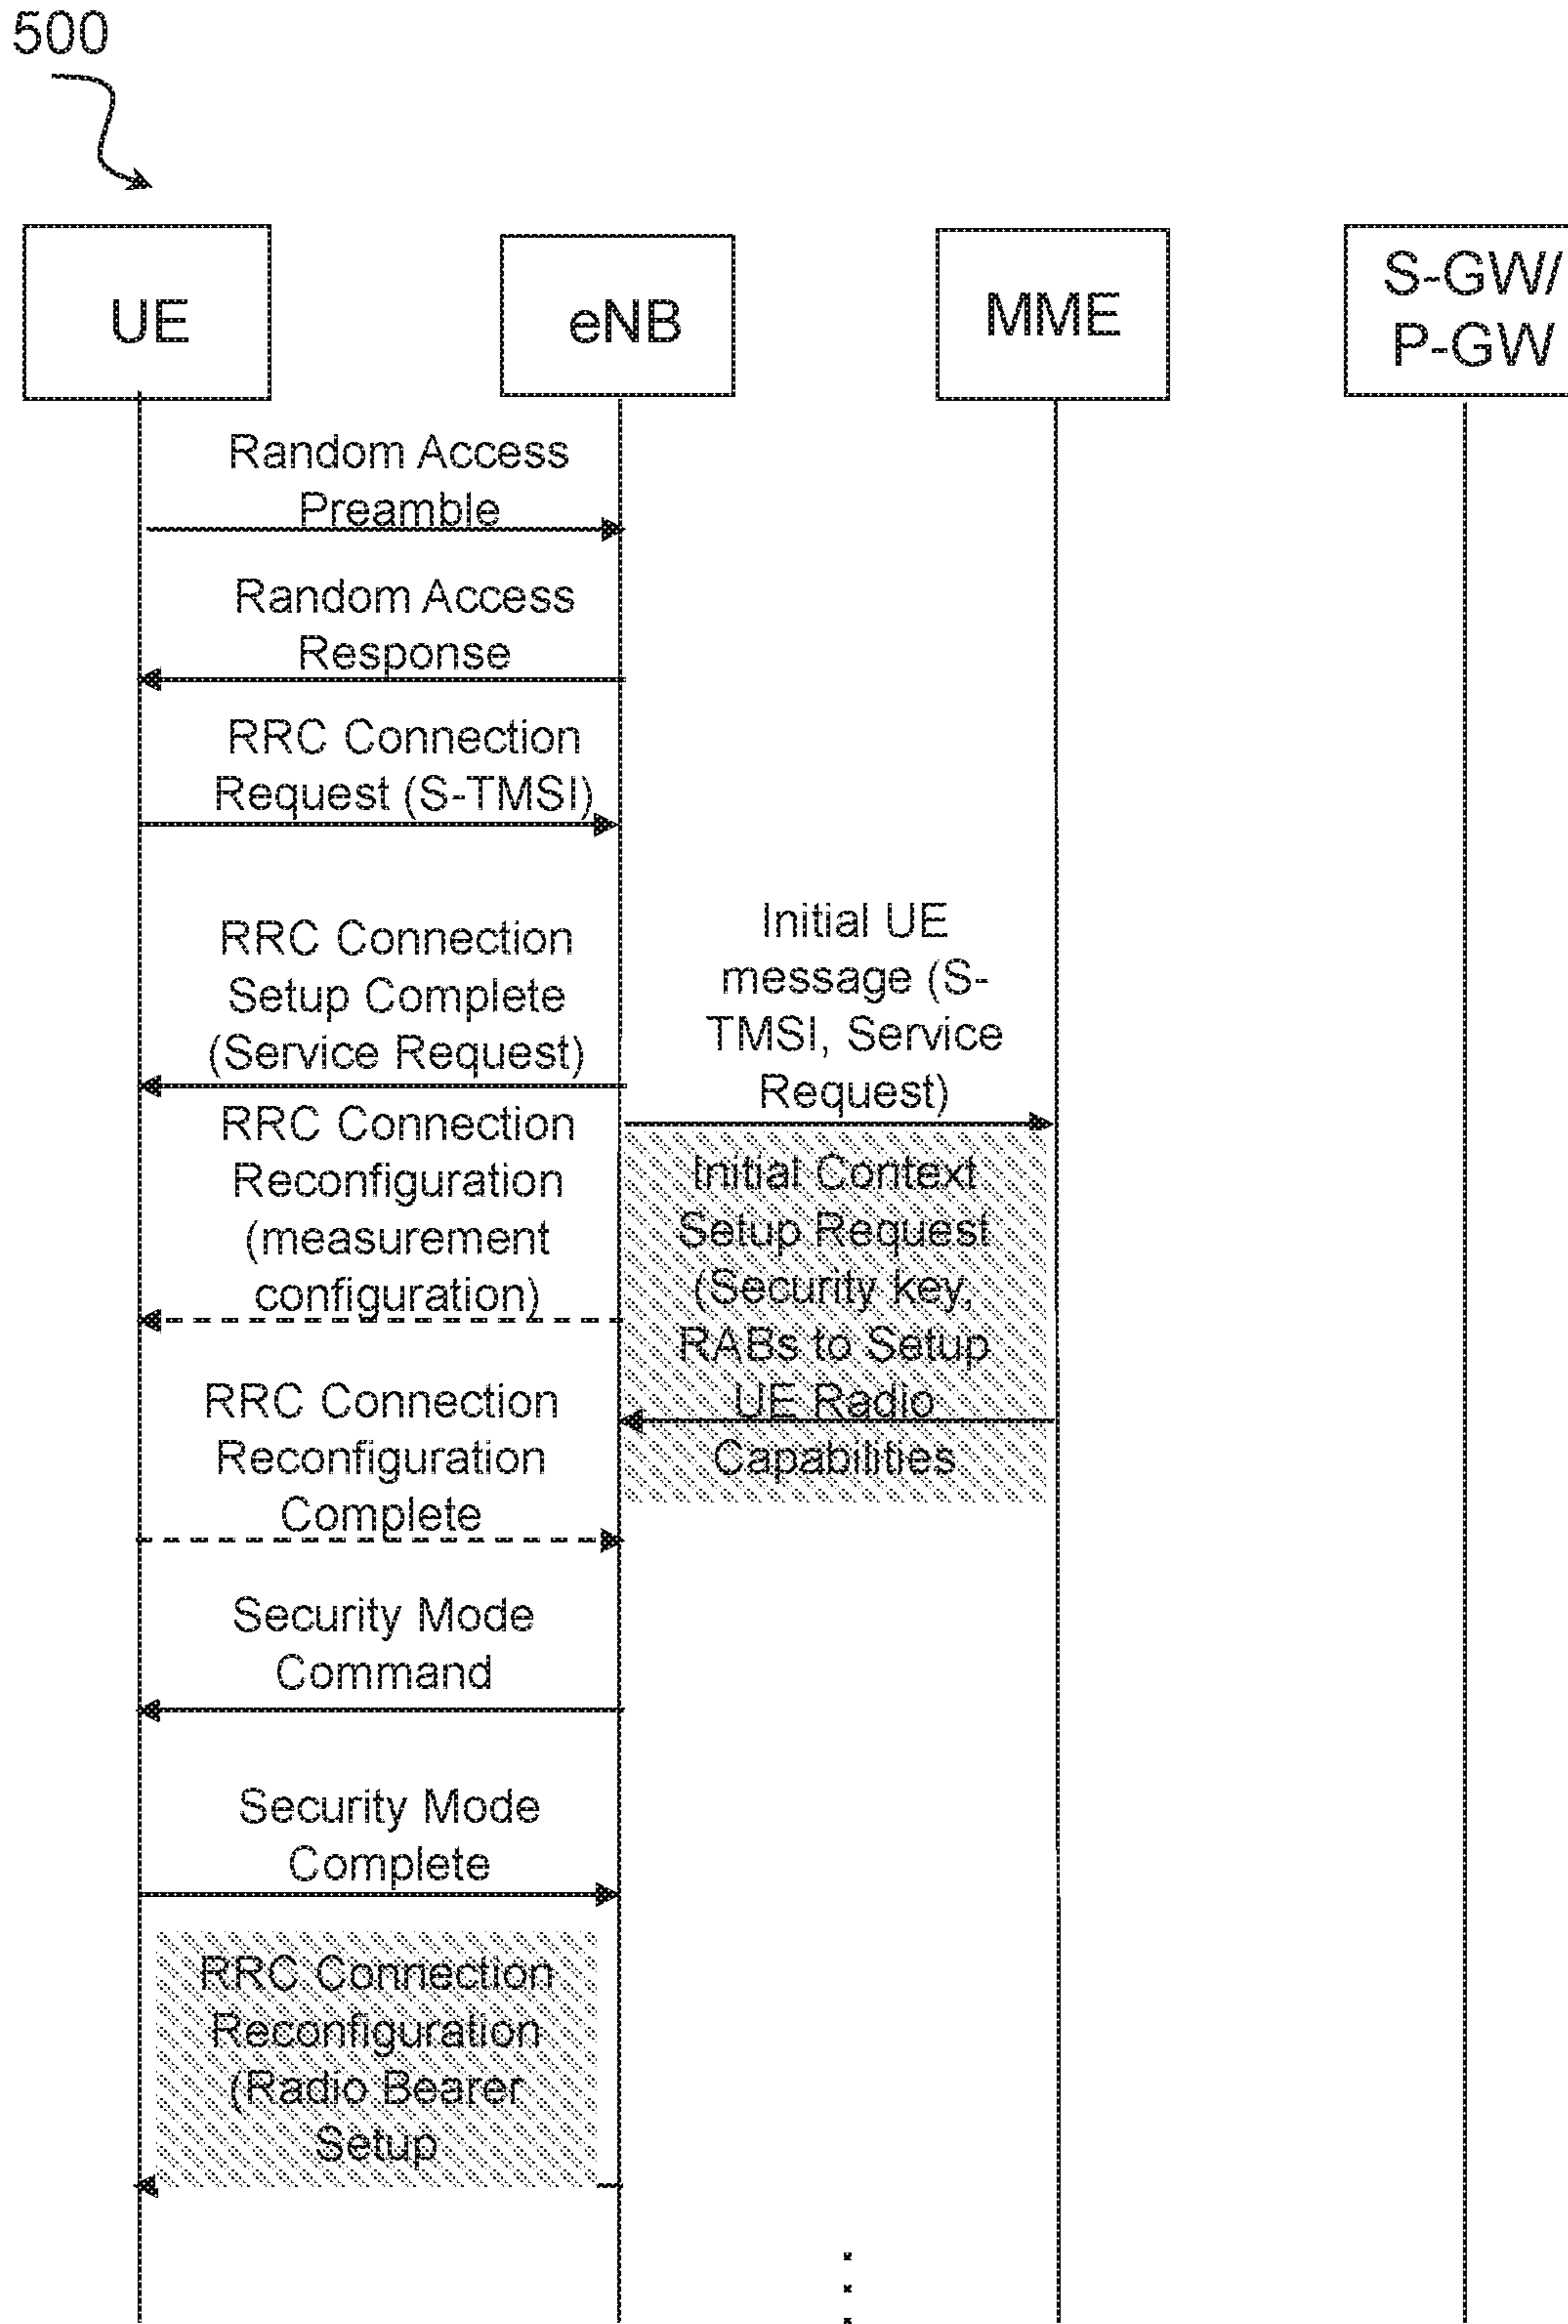 500
UE
eNB
MME
S-GW/
P-GW
Random Access
Preamble
Random Access
Response
RRC Connection
Request (S-TMSI)
RRC Connection
Setup Complete
(Service Request)
Initial UE
message (S-
TMSI, Service
Request)
RRC Connection
Reconfiguration
(measurement
configuration)
Initial Context
Setup Request
(Security key,
RABs to Setup
UE Radio
Capabilities
RRC Connection
Reconfiguration
Complete
Security Mode
Command
Security Mode
Complete
RRC Connection
Reconfiguration
(Radio Bearer
Setup